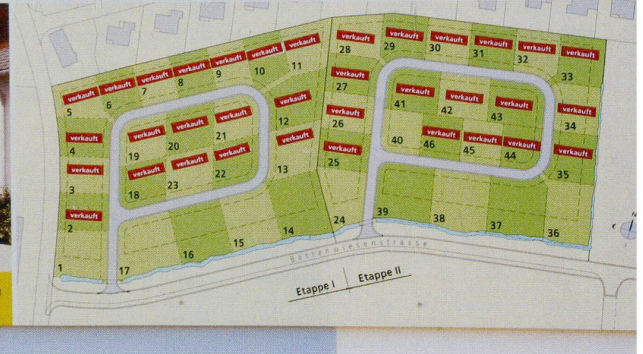 verkauft
5
verkauft
6
verkauft
7
verkauft
8
verkauft
9
verkauft
10
verkauft
11
verkauft
4
verkauft
3
verkauft
2
1
verkauft
19
verkauft
20
verkauft
21
verkauft
12
verkauft
18
verkauft
23
verkauft
22
verkauft
13
17
16
15
14
verkauft
28
verkauft
29
verkauft
30
verkauft
31
verkauft
32
verkauft
33
verkauft
27
verkauft
26
verkauft
25
24
verkauft
41
verkauft
42
verkauft
43
verkauft
34
40
verkauft
46
verkauft
45
verkauft
44
verkauft
35
39
38
37
36
Battenwiesenstrasse
Etappe I
Etappe II